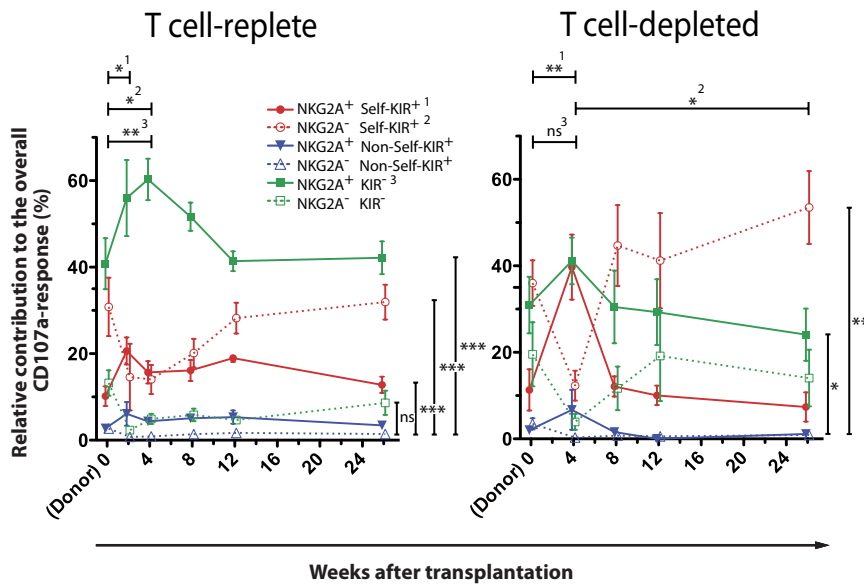 T cell-replete
T cell-depleted
*1
*2
**3
**1
*2
ns3
NKG2A+ Self-KIR+ 1
NKG2A- Self-KIR+ 2
NKG2A+ Non-Self-KIR+
NKG2A- Non-Self-KIR+
NKG2A+ KIR- 3
NKG2A- KIR-
Relative contribution to the overall
CD107a-response (%)
60
40
20
0
60
40
20
0
ns
***
***
***
*
**
(Donor) 0
4
8
12
16
20
24
(Donor) 0
4
8
12
16
20
24
Weeks after transplantation